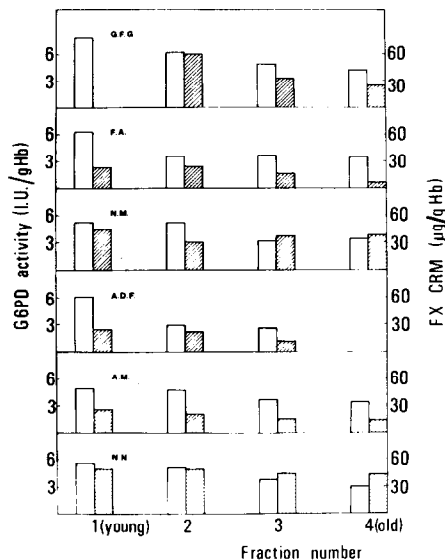 G.F.G
6 60
3 30
F.A.
6 60
3 30
N.M.
6 60
3 30
A.D.F.
6 60
3 30
A.M.
6 60
3 30
N.N.
6 60
3 30
G6PD activity (I.U./gHb)
FX CRM (µg/gHb)
1(young) 2 3 4(old)
Fraction number